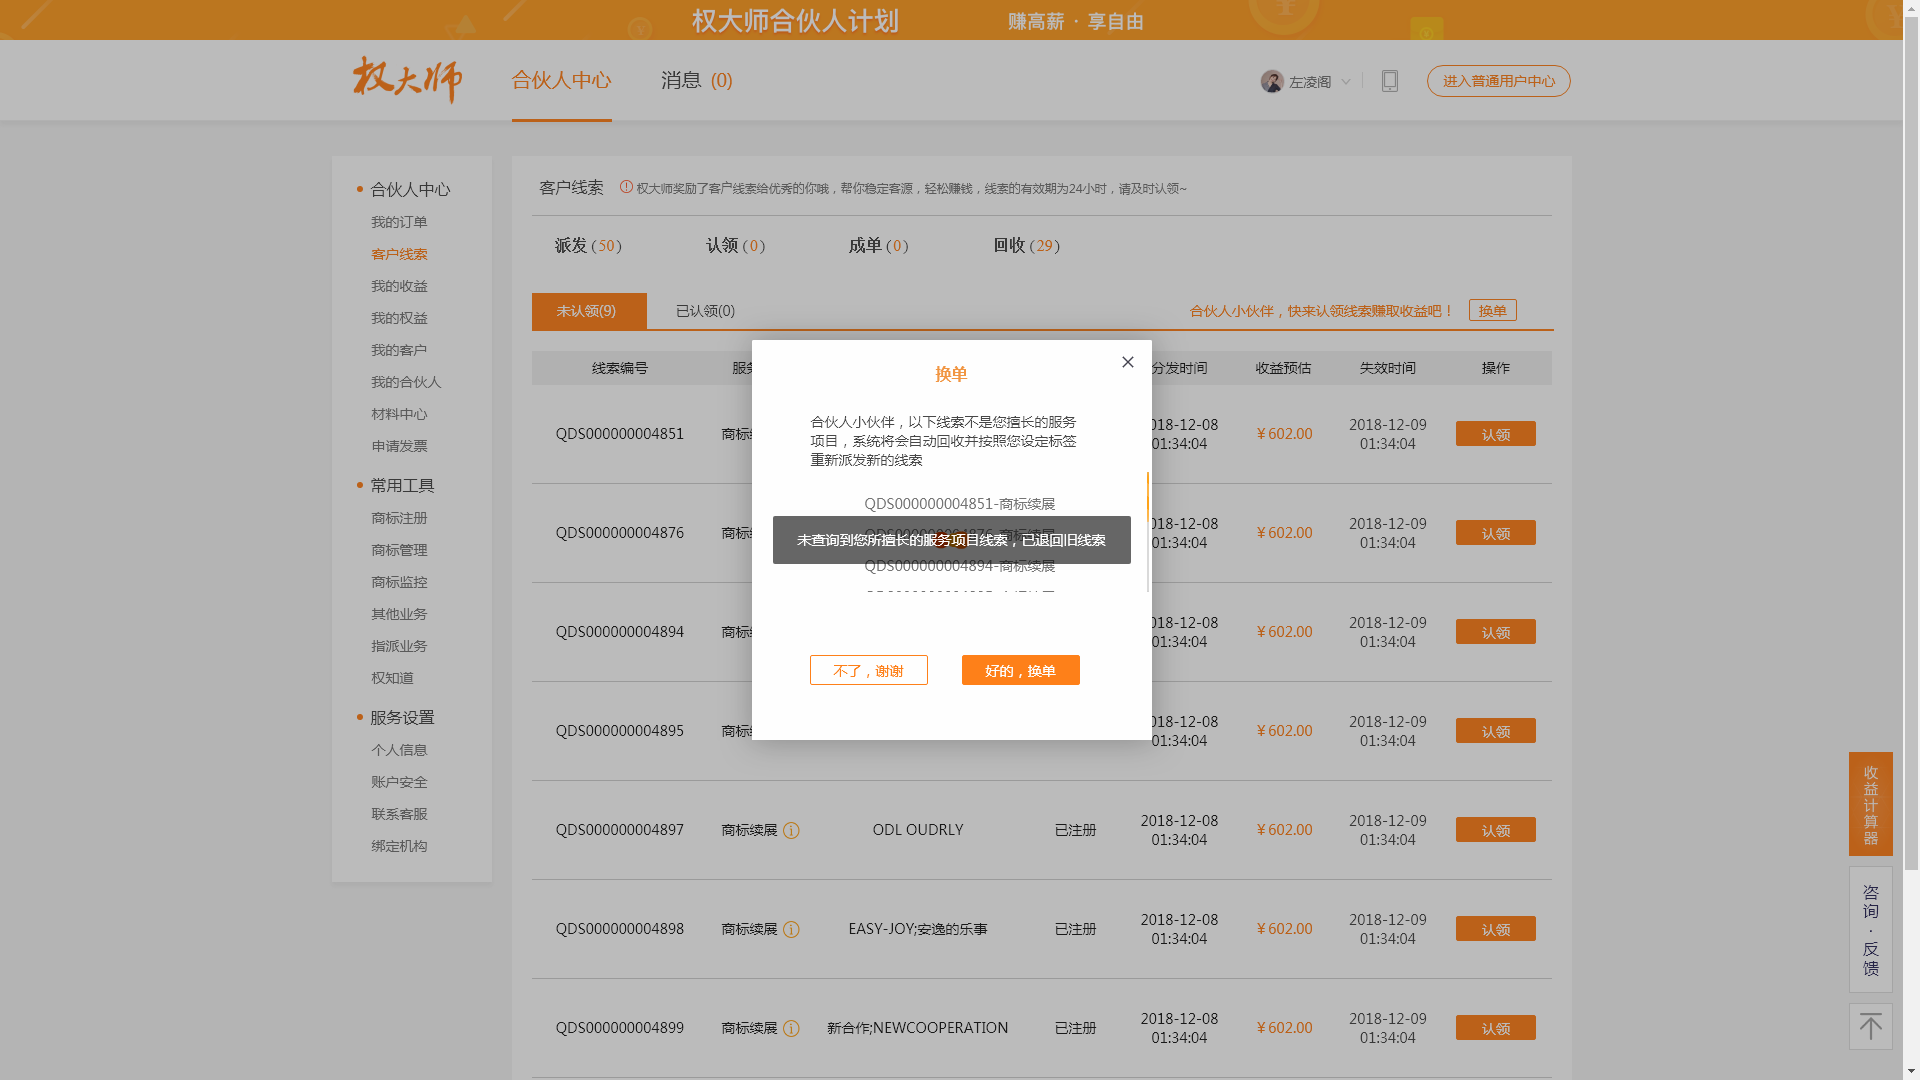 权大师合伙人计划 赚高薪 · 享自由
权大师 合伙人中心 消息 (0) 左凌阁 进入普通用户中心
合伙人中心
我的订单
客户线索
我的收益
我的权益
我的客户
我的合伙人
材料中心
申请发票
常用工具
商标注册
商标管理
商标监控
其他业务
指派业务
权知道
服务设置
个人信息
账户安全
联系客服
绑定机构
客户线索 权大师奖励了客户线索给优秀的你哦，帮你稳定客源，轻松赚钱，线索的有效期为24小时，请及时认领~
派发(50) 认领(0) 成单(0) 回收(29)
未认领(9) 已认领(0) 合伙人小伙伴，快来认领线索赚取收益吧！ 换单
线索编号 服务 分发时间 收益预估 失效时间 操作
QDS000000004851 商标 018-12-08 01:34:04 ¥602.00 2018-12-09 01:34:04 认领
QDS000000004876 商标 018-12-08 01:34:04 ¥602.00 2018-12-09 01:34:04 认领
QDS000000004894 商标 018-12-08 01:34:04 ¥602.00 2018-12-09 01:34:04 认领
QDS000000004895 商标 018-12-08 01:34:04 ¥602.00 2018-12-09 01:34:04 认领
QDS000000004897 商标续展 ODL OUDRLY 已注册 2018-12-08 01:34:04 ¥602.00 2018-12-09 01:34:04 认领
QDS000000004898 商标续展 EASY-JOY;安逸的乐事 已注册 2018-12-08 01:34:04 ¥602.00 2018-12-09 01:34:04 认领
QDS000000004899 商标续展 新合作;NEWCOOPERATION 已注册 2018-12-08 01:34:04 ¥602.00 2018-12-09 01:34:04 认领
换单
合伙人小伙伴，以下线索不是您擅长的服务
项目，系统将会自动回收并按照您设定标签
重新派发新的线索
QDS000000004851-商标续展
未查询到您所擅长的服务项目线索，已退回旧线索
QDS000000004894-商标续展
不了，谢谢 好的，换单
收益计算器
咨询·反馈